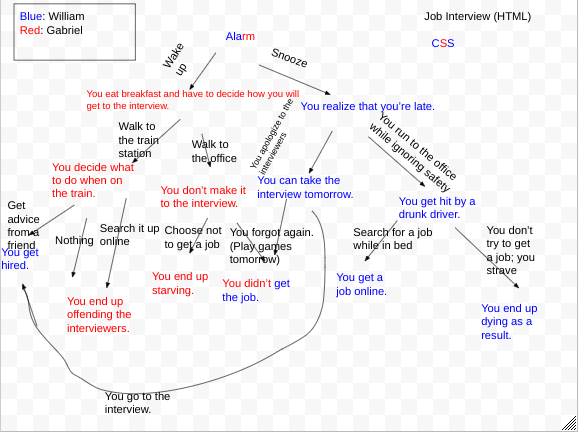 Blue: William
Red: Gabriel
Job Interview (HTML)
CSS
Alarm
Wake
up
Snooze
You eat breakfast and have to decide how you will
get to the interview.
You realize that you're late.
Walk to
the train
station
Walk to
the office
You apologize to the
interviewers
You run to the office
while ignoring safety
You decide what
to do when on
the train.
You don't make it
to the interview.
You can take the
interview tomorrow.
You get hit by a
drunk driver.
Get
advice
from a
friend
Nothing
Search it up
online
Choose not
to get a job
You forgot again.
(Play games
tomorrow)
Search for a job
while in bed
You don't
try to get
a job; you
strave
You get
hired.
You end up
offending the
interviewers.
You end up
starving.
You didn't get
the job.
You get a
job online.
You end up
dying as a
result.
You go to the
interview.